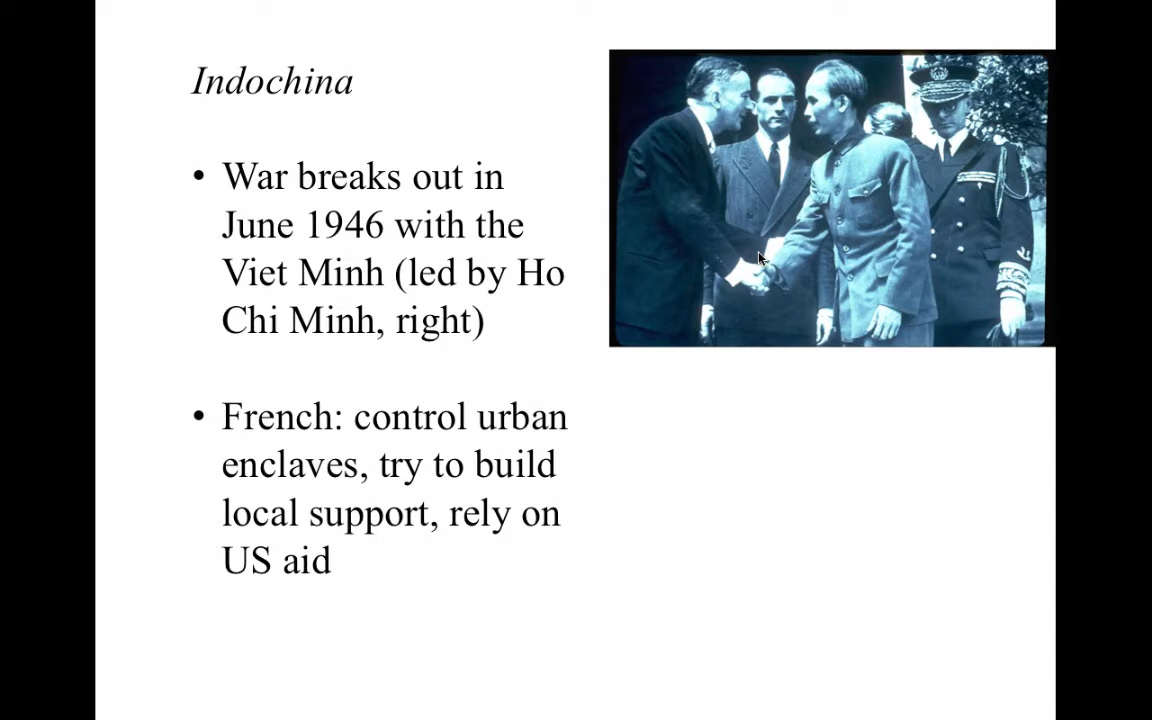 Indochina
• War breaks out in
June 1946 with the
Viet Minh (led by Ho
Chi Minh, right)
• French: control urban
enclaves, try to build
local support, rely on
US aid